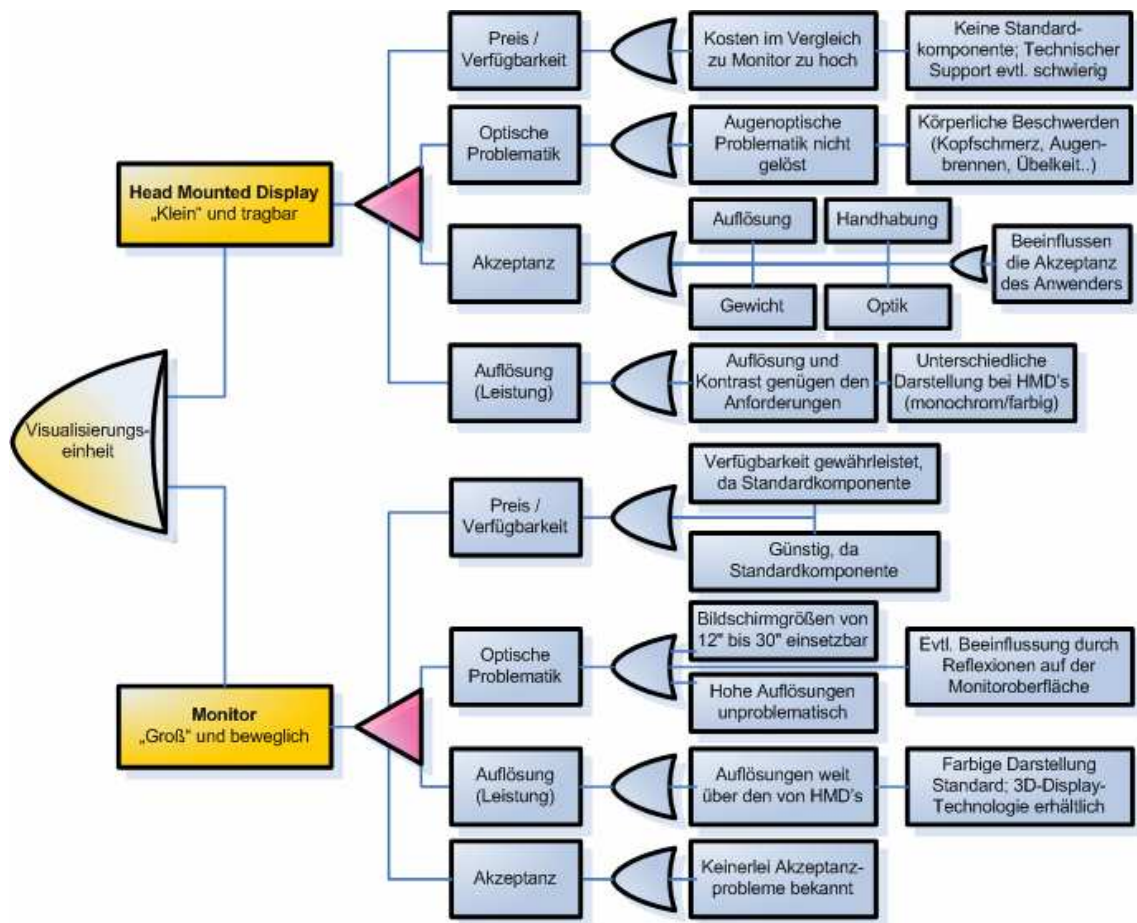 Visualisierungs-
einheit
Head Mounted Display
„Klein“ und tragbar
Preis /
Verfügbarkeit
Kosten im Vergleich
zu Monitor zu hoch
Keine Standard-
komponente; Technischer
Support evtl. schwierig
Optische
Problematik
Augenoptische
Problematik nicht
gelöst
Körperliche Beschwerden
(Kopfschmerz, Augen-
brennen, Übelkeit..)
Akzeptanz
Auflösung
Handhabung
Gewicht
Optik
Beeinflussen
die Akzeptanz
des Anwenders
Auflösung
(Leistung)
Auflösung und
Kontrast genügen den
Anforderungen
Unterschiedliche
Darstellung bei HMD's
(monochrom/farbig)
Monitor
„Groß“ und beweglich
Preis /
Verfügbarkeit
Verfügbarkeit gewährleistet,
da Standardkomponente
Günstig, da
Standardkomponente
Optische
Problematik
Bildschirmgrößen von
12" bis 30" einsetzbar
Hohe Auflösungen
unproblematisch
Evtl. Beeinflussung durch
Reflexionen auf der
Monitoroberfläche
Auflösung
(Leistung)
Auflösungen weit
über den von HMD's
Farbige Darstellung
Standard; 3D-Display-
Technologie erhältlich
Akzeptanz
Keinerlei Akzeptanz-
probleme bekannt